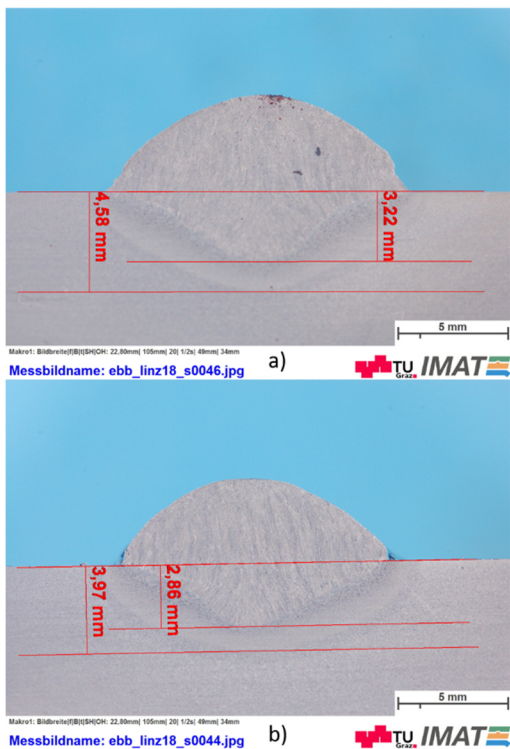 4,58 mm
3,22 mm
5 mm
Makro1: Bildbreite|f|B|t|SH|OH: 22,80mm| 105mm| 20| 1/2s| 49mm| 34mm
a)
Messbildname: ebb_linz18_s0046.jpg
TU
Graz
IMAT
3,97 mm
2,86 mm
5 mm
Makro1: Bildbreite|f|B|t|SH|OH: 22,80mm| 105mm| 20| 1/2s| 49mm| 34mm
b)
Messbildname: ebb_linz18_s0044.jpg
TU
Graz
IMAT